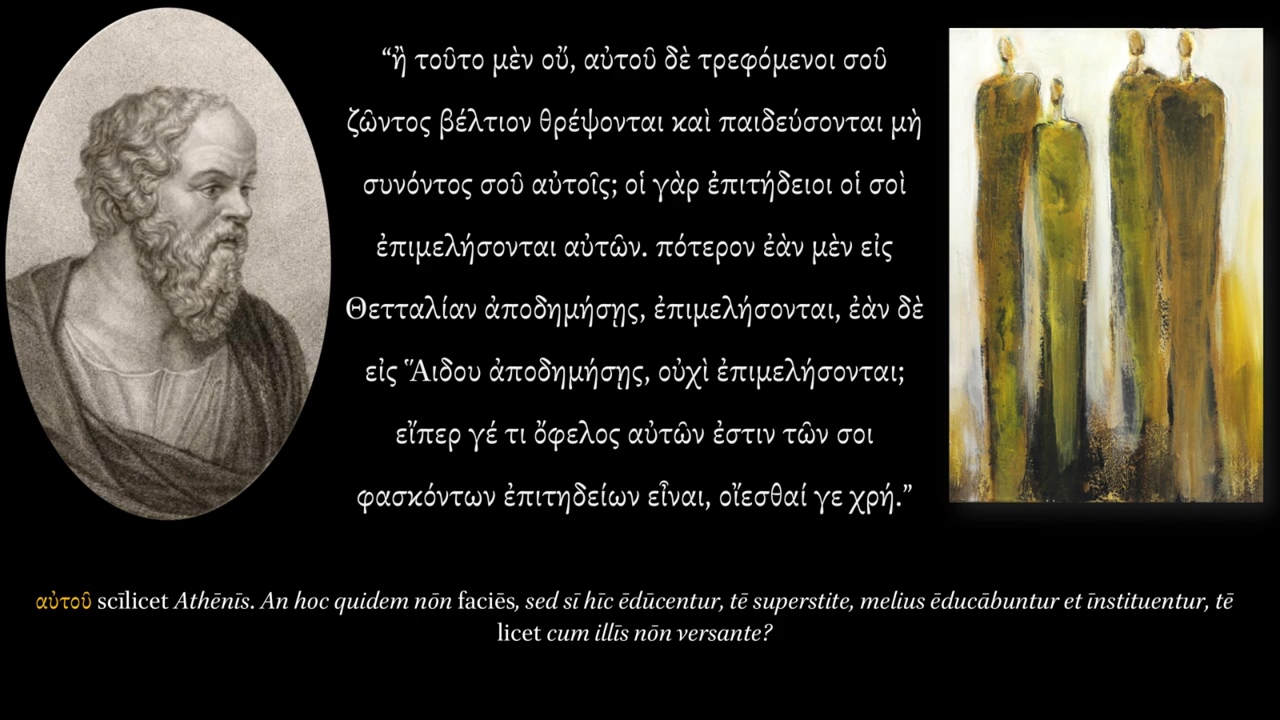 “ἢ τοῦτο μὲν οὔ, αὐτοῦ δὲ τρεφόμενοι σοῦ
ζῶντος βέλτιον θρέψονται καὶ παιδεύσονται μὴ
συνόντος σοῦ αὐτοῖς; οἱ γὰρ ἐπιτήδειοι οἱ σοὶ
ἐπιμελήσονται αὐτῶν. πότερον ἐὰν μὲν εἰς
Θετταλίαν ἀποδημήσῃς, ἐπιμελήσονται, ἐὰν δὲ
εἰς Ἅιδου ἀποδημήσῃς, οὐχὶ ἐπιμελήσονται;
εἴπερ γέ τι ὄφελος αὐτῶν ἐστιν τῶν σοι
φασκόντων ἐπιτηδείων εἶναι, οἴεσθαί γε χρή.”
αὐτοῦ scīlicet Athēnīs. An hoc quidem nōn faciēs, sed sī hīc ēdūcentur, tē superstite, melius ēducābuntur et īnstituentur, tē
licet cum illīs nōn versante?